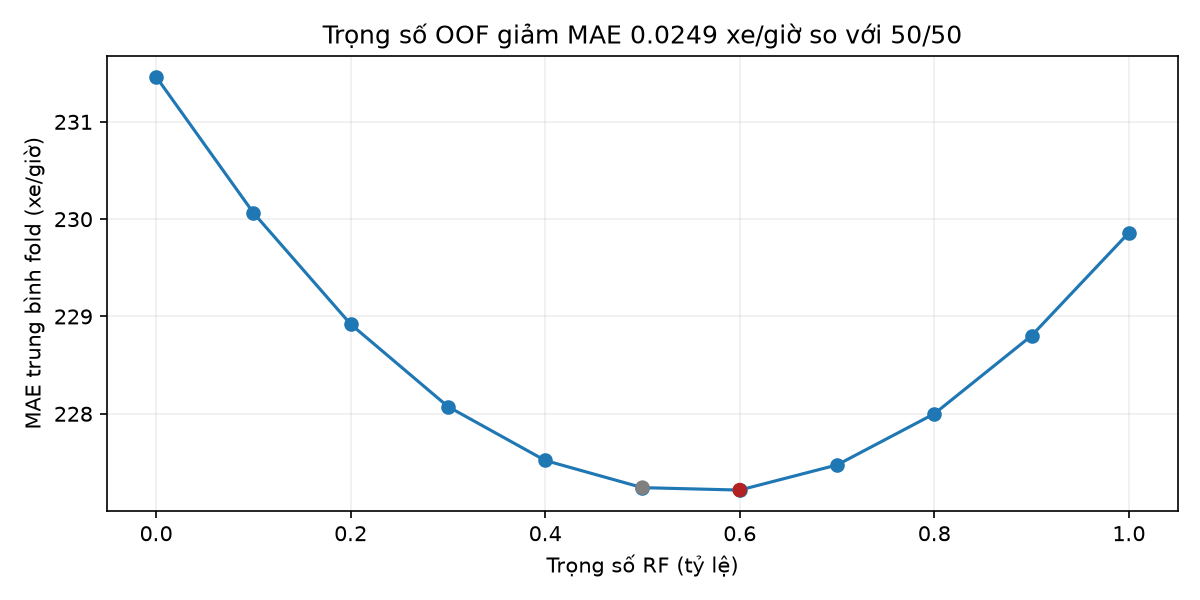 Trọng số OOF giảm MAE 0.0249 xe/giờ so với 50/50
MAE trung bình fold (xe/giờ)
231
230
229
228
0.0 0.2 0.4 0.6 0.8 1.0
Trọng số RF (tỷ lệ)